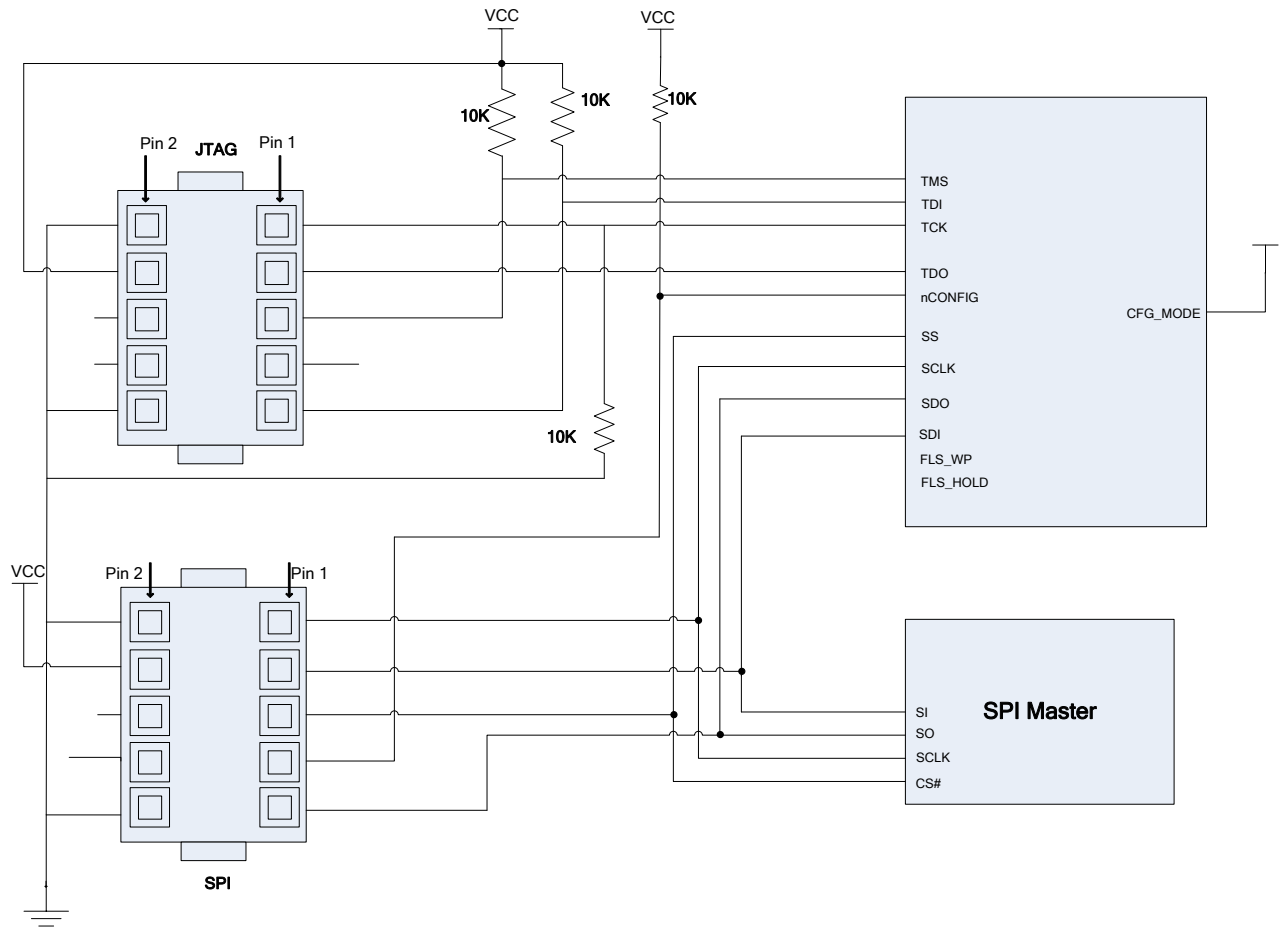 VCC
VCC
10K
10K
10K
Pin 2
JTAG
Pin 1
TMS
TDI
TCK
TDO
nCONFIG
CFG_MODE
SS
SCLK
SDO
SDI
FLS_WP
FLS_HOLD
10K
VCC
Pin 2
Pin 1
SPI Master
SI
SO
SCLK
CS#
SPI